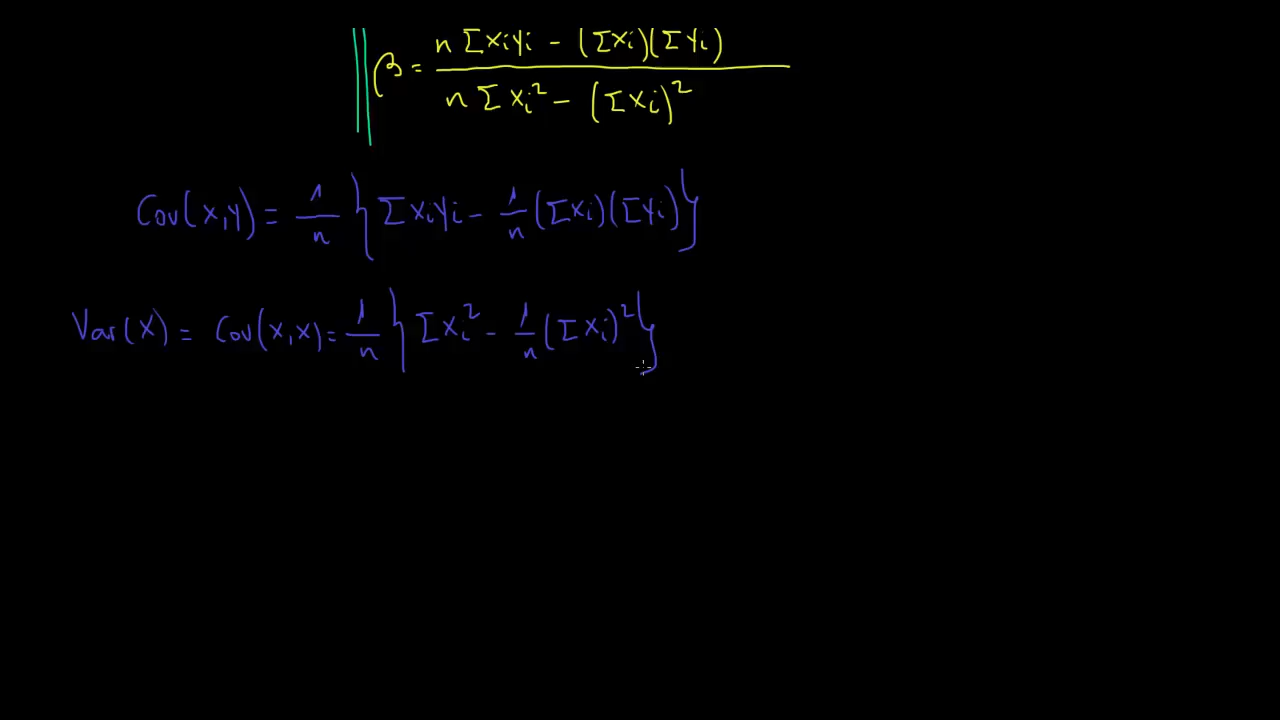 β = n Σxiyi - (Σxi)(Σyi) / n Σxi² - (Σxi)²
Cov(x,y) = 1/n { Σxiyi - 1/n (Σxi)(Σyi) }
Var(X) = Cov(x,x) = 1/n { Σxi² - 1/n (Σxi)² }